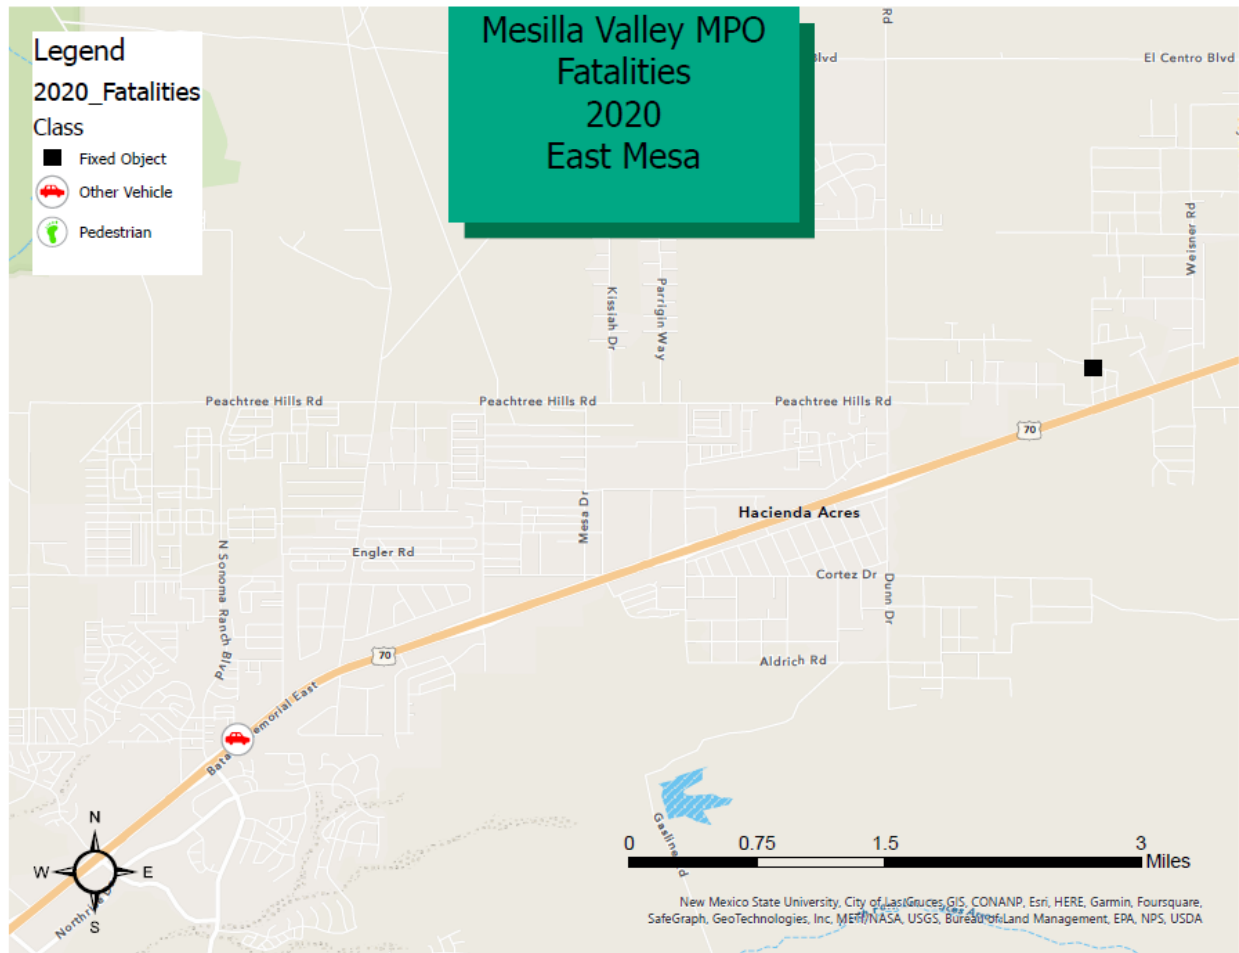 Mesilla Valley MPO
Fatalities
2020
East Mesa
Legend
2020_Fatalities
Class
Fixed Object
Other Vehicle
Pedestrian
Rd
Blvd
El Centro Blvd
Weisner Rd
Kissiah Dr
Parrigin Way
Peachtree Hills Rd
Peachtree Hills Rd
Peachtree Hills Rd
70
Mesa Dr
Hacienda Acres
N Sonoma Ranch Blvd
Engler Rd
Cortez Dr
Dunn Dr
70
Aldrich Rd
Memorial East
N
W
E
S
0 0.75 1.5 3
Miles
New Mexico State University, City of Las Cruces GIS, CONANP, Esri, HERE, Garmin, Foursquare,
SafeGraph, GeoTechnologies, Inc, METI/NASA, USGS, Bureau of Land Management, EPA, NPS, USDA